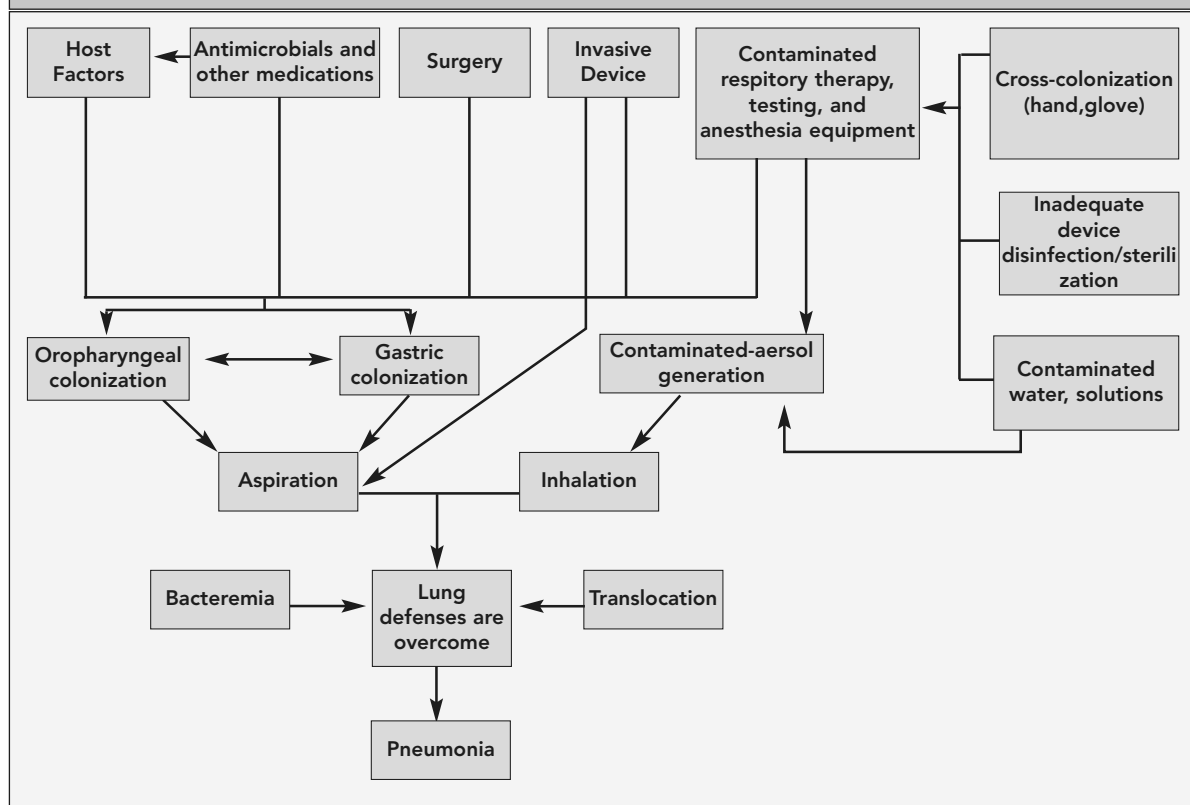 Host
Factors
Antimicrobials and
other medications
Surgery
Invasive
Device
Contaminated
respitory therapy,
testing, and
anesthesia equipment
Cross-colonization
(hand,glove)
Inadequate
device
disinfection/sterili
zation
Oropharyngeal
colonization
Gastric
colonization
Contaminated-aersol
generation
Contaminated
water, solutions
Aspiration
Inhalation
Bacteremia
Lung
defenses are
overcome
Translocation
Pneumonia